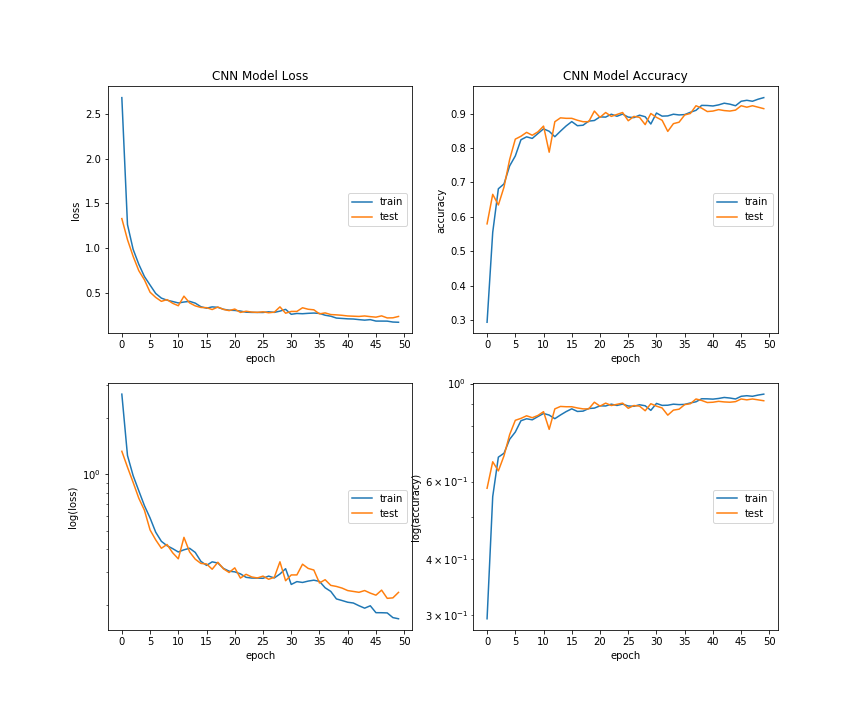 CNN Model Loss
loss
2.5
2.0
1.5
1.0
0.5
train
test
0 5 10 15 20 25 30 35 40 45 50
epoch
CNN Model Accuracy
accuracy
0.9
0.8
0.7
0.6
0.5
0.4
0.3
train
test
0 5 10 15 20 25 30 35 40 45 50
epoch
log(loss)
10⁰
train
test
0 5 10 15 20 25 30 35 40 45 50
epoch
log(accuracy)
10⁰
6 × 10⁻¹
4 × 10⁻¹
3 × 10⁻¹
train
test
0 5 10 15 20 25 30 35 40 45 50
epoch